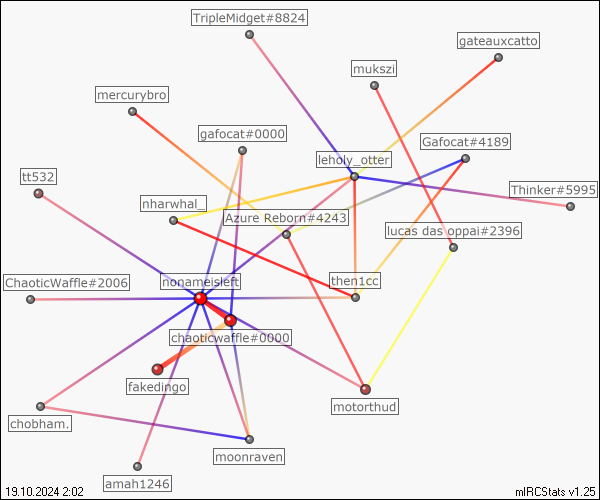 TripleMidget#8824
gateauxcatto
mukszi
mercurybro
gafocat#0000
Gafocat#4189
leholy_otter
tt532
Thinker#5995
nharwhal_
Azure Reborn#4243
lucas das oppai#2396
ChaoticWaffle#2006
nonameisleft
then1cc
chaoticwaffle#0000
fakedingo
motorthud
chobham.
moonraven
amah1246
19.10.2024 2:02
mIRCStats v1.25